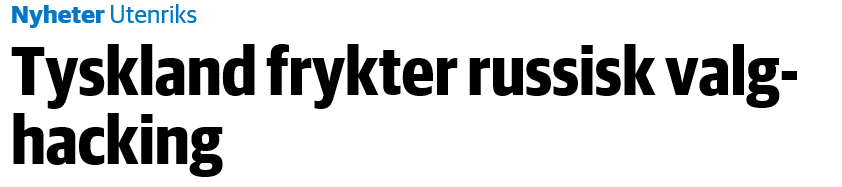 Nyheter Utenriks
Tyskland frykter russisk valg-
hacking